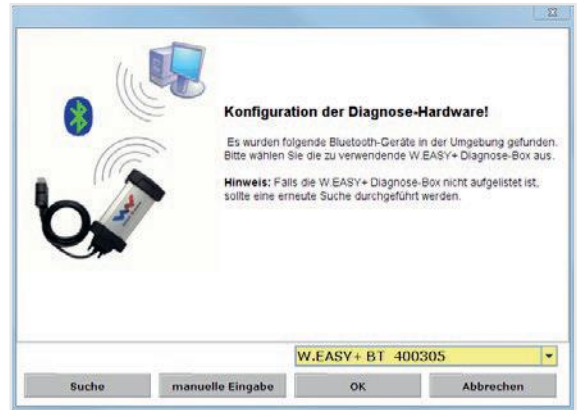 Konfiguration der Diagnose-Hardware!
Es wurden folgende Bluetooth-Geräte in der Umgebung gefunden.
Bitte wählen Sie die zu verwendende W.EASY+ Diagnose-Box aus.
Hinweis: Falls die W.EASY+ Diagnose-Box nicht aufgelistet ist,
sollte eine erneute Suche durchgeführt werden.
W.EASY+ BT 400305
Suche
manuelle Eingabe
OK
Abbrechen